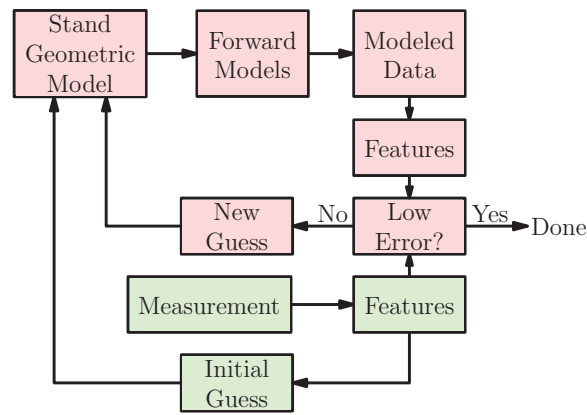 Stand
Geometric
Model
Forward
Models
Modeled
Data
Features
New
Guess
No
Low
Error?
Yes
Done
Measurement
Features
Initial
Guess